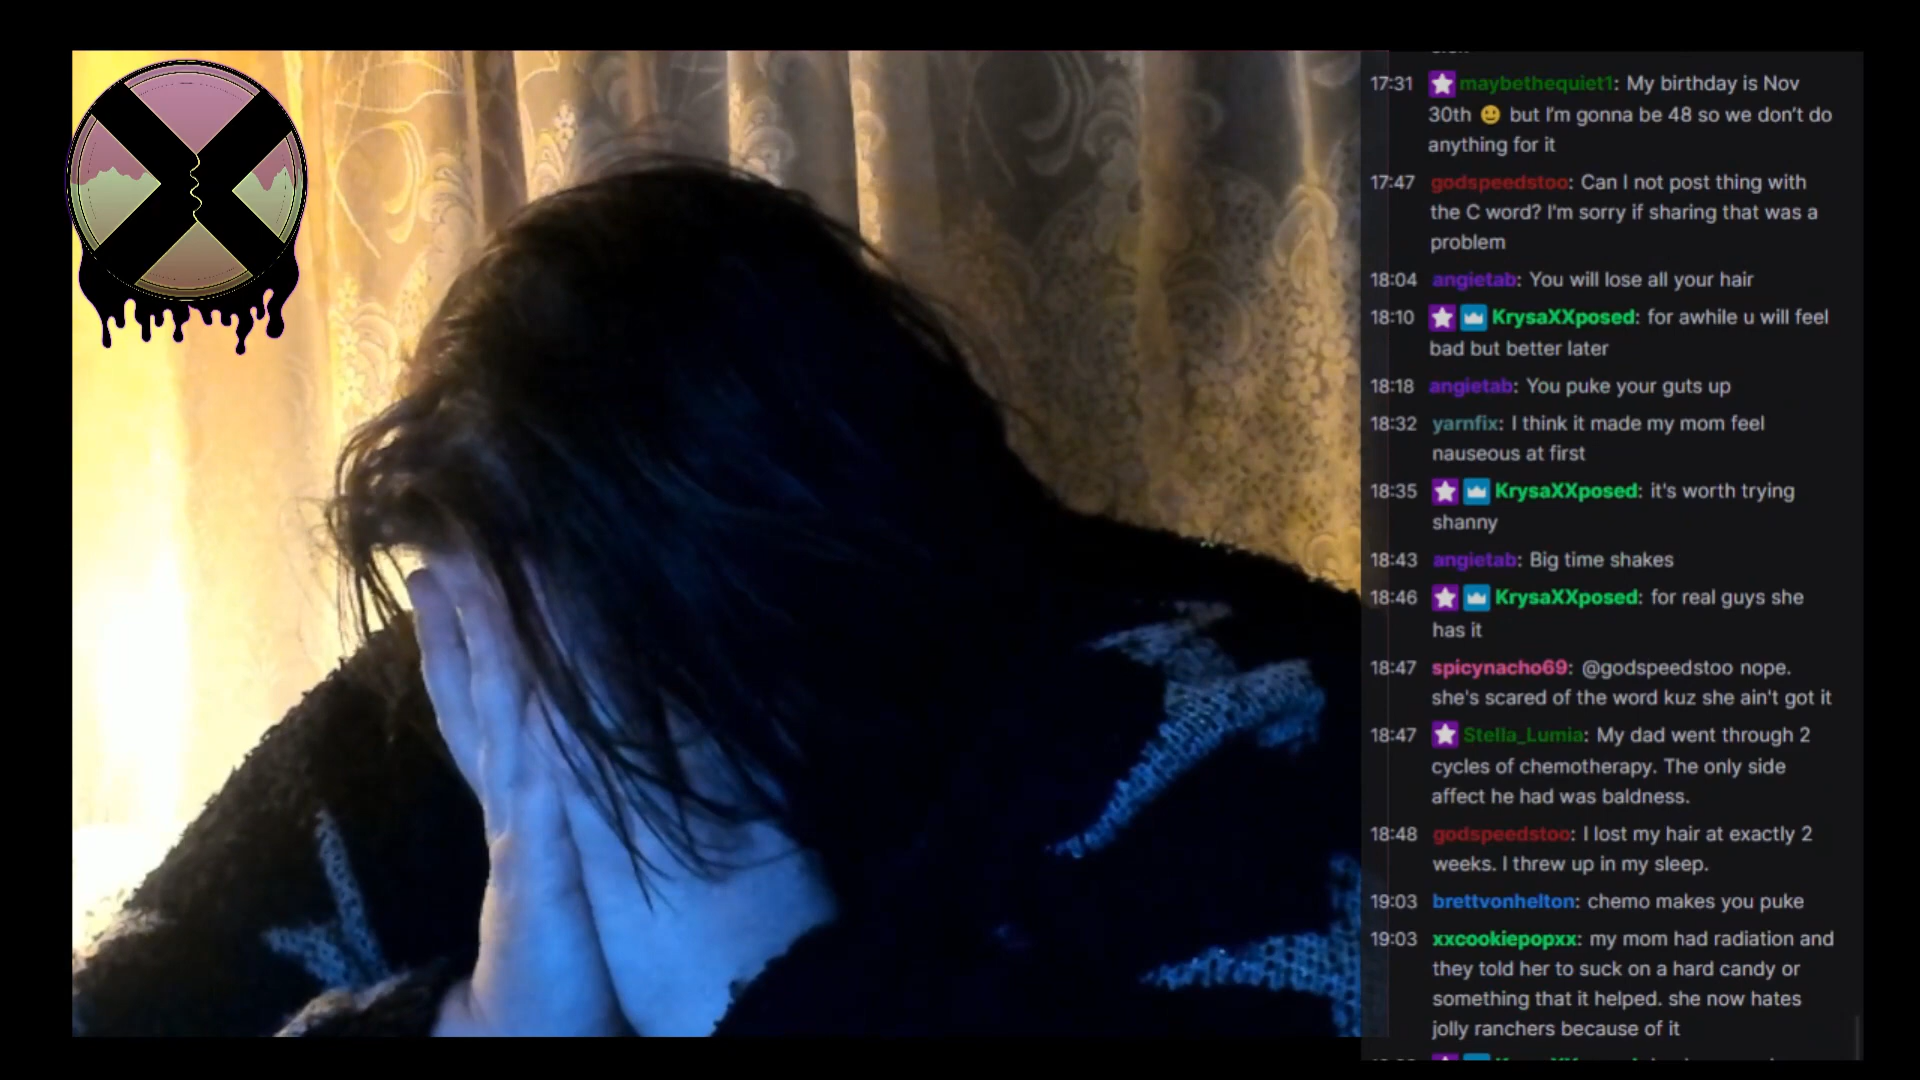 17:31 maybethequiet1: My birthday is Nov
30th 🙂 but I'm gonna be 48 so we don't do
anything for it
17:47 godspeedstoo: Can I not post thing with
the C word? I'm sorry if sharing that was a
problem
18:04 angietab: You will lose all your hair
18:10 KrysaXXposed: for awhile u will feel
bad but better later
18:18 angietab: You puke your guts up
18:32 yarnfix: I think it made my mom feel
nauseous at first
18:35 KrysaXXposed: it's worth trying
shanny
18:43 angietab: Big time shakes
18:46 KrysaXXposed: for real guys she
has it
18:47 spicynacho69: @godspeedstoo nope.
she's scared of the word kuz she ain't got it
18:47 Stella_Lumia: My dad went through 2
cycles of chemotherapy. The only side
affect he had was baldness.
18:48 godspeedstoo: I lost my hair at exactly 2
weeks. I threw up in my sleep.
19:03 brettvonhelton: chemo makes you puke
19:03 xxcookiepopxx: my mom had radiation and
they told her to suck on a hard candy or
something that it helped. she now hates
jolly ranchers because of it